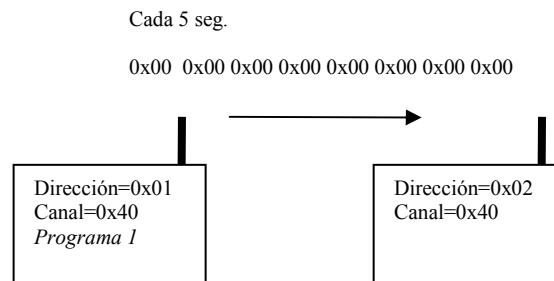 Cada 5 seg.
0x00 0x00 0x00 0x00 0x00 0x00 0x00 0x00
Dirección=0x01
Canal=0x40
Programa 1
Dirección=0x02
Canal=0x40